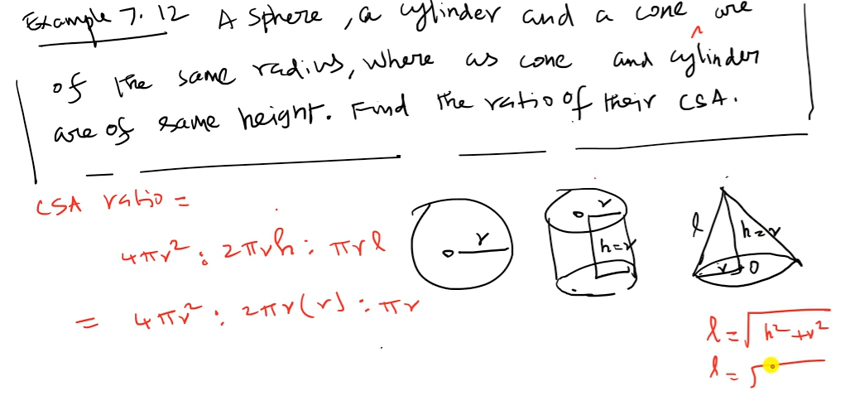 Example 7.12 A Sphere, a cylinder and a cone are
of the same radius, where as cone and cylinder
are of same height. Find the ratio of their CSA.
CSA ratio =
4πr² : 2πrh : πrl
= 4πr² : 2πr(r) : πr
r
r
h=r
l
h=r
r
l = √h²+r²
l = √